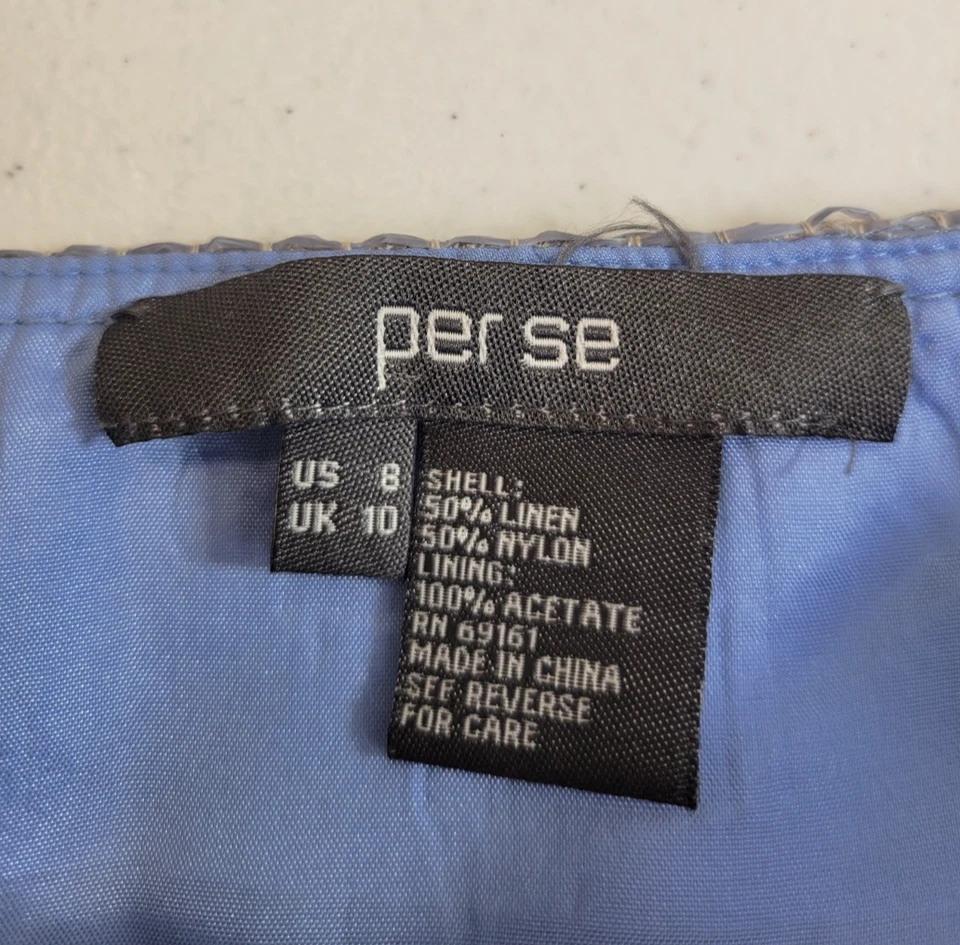 per se
US 8
UK 10
SHELL:
50% LINEN
50% NYLON
LINING:
100% ACETATE
RN 69161
MADE IN CHINA
SEE REVERSE
FOR CARE